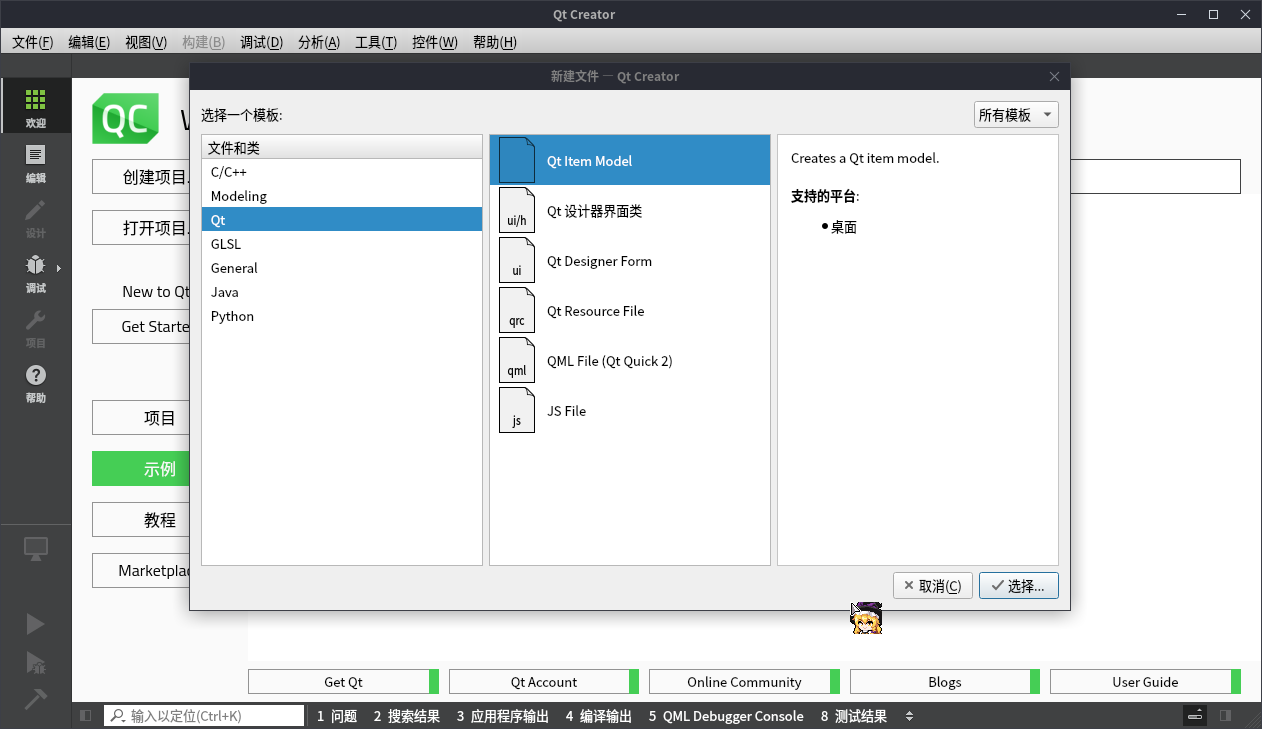 Qt Creator
文件(F) 编辑(E) 视图(V) 构建(B) 调试(D) 分析(A) 工具(T) 控件(W) 帮助(H)
新建文件 — Qt Creator
欢迎
编辑
设计
调试
项目
帮助
QC
创建项目
打开项目
New to Qt
Get Starte
项目
示例
教程
Marketplac
选择一个模板:
所有模板
文件和类
C/C++
Modeling
Qt
GLSL
General
Java
Python
Qt Item Model
ui/h Qt 设计器界面类
ui Qt Designer Form
qrc Qt Resource File
qml QML File (Qt Quick 2)
js JS File
Creates a Qt item model.
支持的平台:
桌面
取消(C) 选择...
Get Qt Qt Account Online Community Blogs User Guide
输入以定位(Ctrl+K) 1 问题 2 搜索结果 3 应用程序输出 4 编译输出 5 QML Debugger Console 8 测试结果